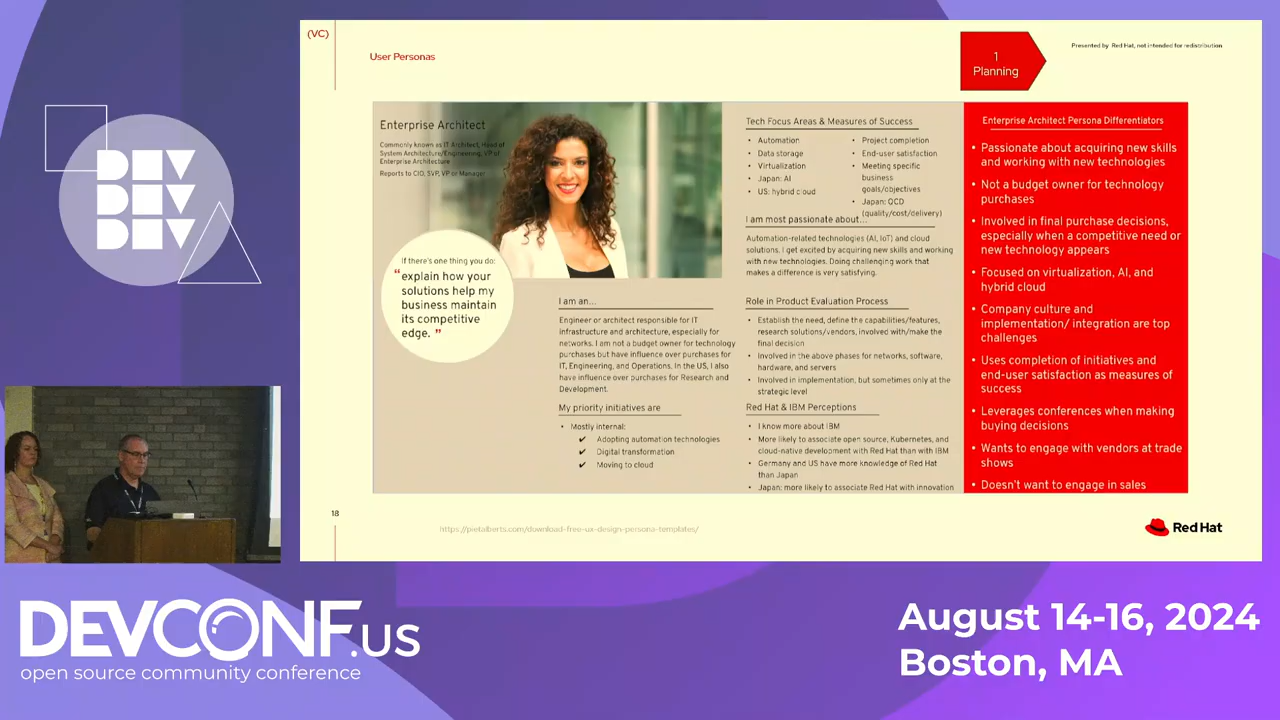 (VC)
User Personas
1
Planning
Presented by Red Hat, not intended for redistribution
DEV
DEV
DEV
Enterprise Architect
Commonly known as IT Architect, Head of
System Architecture/Engineering, VP of
Enterprise Architecture
Reports to CIO, SVP, VP or Manager
If there's one thing you do:
“ explain how your
solutions help my
business maintain
its competitive
edge. ”
I am an...
Engineer or architect responsible for IT
infrastructure and architecture, especially for
networks. I am not a budget owner for technology
purchases but have influence over purchases for
IT, Engineering, and Operations. In the US, I also
have influence over purchases for Research and
Development.
My priority initiatives are
• Mostly internal:
✔ Adopting automation technologies
✔ Digital transformation
✔ Moving to cloud
Tech Focus Areas & Measures of Success
• Automation
• Data storage
• Virtualization
• Japan: AI
• US: hybrid cloud
• Project completion
• End-user satisfaction
• Meeting specific
business
goals/objectives
• Japan: QCD
(quality/cost/delivery)
I am most passionate about...
Automation-related technologies (AI, IoT) and cloud
solutions. I get excited by acquiring new skills and working
with new technologies. Doing challenging work that
makes a difference is very satisfying.
Role in Product Evaluation Process
• Establish the need, define the capabilities/features,
research solutions/vendors, involved with/make the
final decision
• Involved in the above phases for networks, software,
hardware, and servers
• Involved in implementation, but sometimes only at the
strategic level
Red Hat & IBM Perceptions
• I know more about IBM
• More likely to associate open source, Kubernetes, and
cloud-native development with Red Hat than with IBM
• Germany and US have more knowledge of Red Hat
than Japan
• Japan: more likely to associate Red Hat with innovation
Enterprise Architect Persona Differentiators
• Passionate about acquiring new skills
and working with new technologies
• Not a budget owner for technology
purchases
• Involved in final purchase decisions,
especially when a competitive need or
new technology appears
• Focused on virtualization, AI, and
hybrid cloud
• Company culture and
implementation/ integration are top
challenges
• Uses completion of initiatives and
end-user satisfaction as measures of
success
• Leverages conferences when making
buying decisions
• Wants to engage with vendors at trade
shows
• Doesn't want to engage in sales
18
https://pietalberts.com/download-free-ux-design-persona-templates/
Red Hat
DEVCONF.us
open source community conference
August 14-16, 2024
Boston, MA